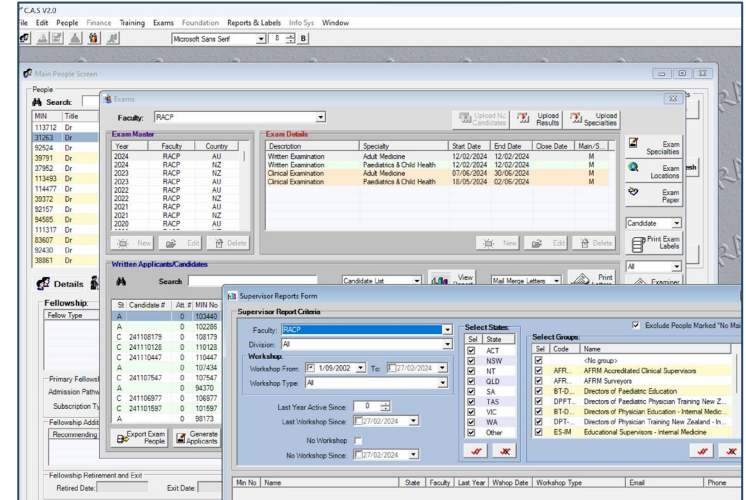 C.A.S V2.0
File Edit People Finance Training Exams Foundation Reports & Labels Info Sys Window
Microsoft Sans Serif 8 B
Main People Screen
People
Search:
MIN Title
113712 Dr
31263 Dr
92524 Dr
39791 Dr
37952 Dr
113493 Dr
114477 Dr
39372 Dr
92157 Dr
94585 Dr
111317 Dr
83607 Dr
92430 Dr
38861 Dr
Details
Fellowship:
Fellow Type
Primary Fellowsl
Admission Pathw
Subscription Ty
Fellowship Addit
Recommending
Fellowship Retirement and Exit
Retired Date: Exit Date:
Exams
Faculty: RACP
Upload NZ Candidates
Upload Results
Upload Specialties
Exam Master
Year Faculty Country
2024 RACP AU
2024 RACP NZ
2023 RACP AU
2023 RACP NZ
2022 RACP AU
2022 RACP NZ
2021 RACP AU
2021 RACP NZ
2020 RACP AU
New Edit Delete
Exam Details
Description Specialty Start Date End Date Close Date Main/S...
Written Examination Adult Medicine 12/02/2024 12/02/2024 M
Written Examination Paediatrics & Child Health 12/02/2024 12/02/2024 M
Clinical Examination Adult Medicine 07/06/2024 30/06/2024 M
Clinical Examination Paediatrics & Child Health 18/05/2024 02/06/2024 M
New Edit Delete
Exam Specialties
Exam Locations
Exam Paper
Candidate
Print Exam Labels
All
Examiner
esh
Written Applicants/Candidates
Search
Candidate List
View
Mail Merge Letters
Print
St Candidate # Att. # MIN No
A 0 103440
A 0 102286
C 241108179 0 108179
C 241110128 0 110128
C 241110447 0 110447
A 0 107434
C 241107547 0 107547
A 0 94370
C 241106977 0 106977
C 241101597 0 101597
A 0 98173
Export Exam People
Generate Applicants
Supervisor Reports Form
Supervisor Report Criteria
Exclude People Marked "No Mai
Faculty: RACP
Division: All
Workshop:
Workshop From: 1/09/2002 To: 27/02/2024
Workshop Type: All
Last Year Active Since: 0
Last Workshop Since: 27/02/2024
No Workshop
No Workshop Since: 27/02/2024
Select States:
Sel State
ACT
NSW
NT
QLD
SA
TAS
VIC
WA
Other
Select Groups:
Sel Code Name
<No group>
AFR... AFRM Accreditated Clinical Supervisors
AFR... AFRM Surveyors
BT-D... Directors of Paediatric Education
DPPT... Directors of Physician Paediatric Training New Z...
BT-D... Directors of Physician Education - Internal Medic...
DPT-... Directors of Physician Training New Zealand - In...
ES-IM Educational Supervisors - Internal Medicine
Min No Name State Faculty Last Year Wshop Date Workshop Type Email Phone